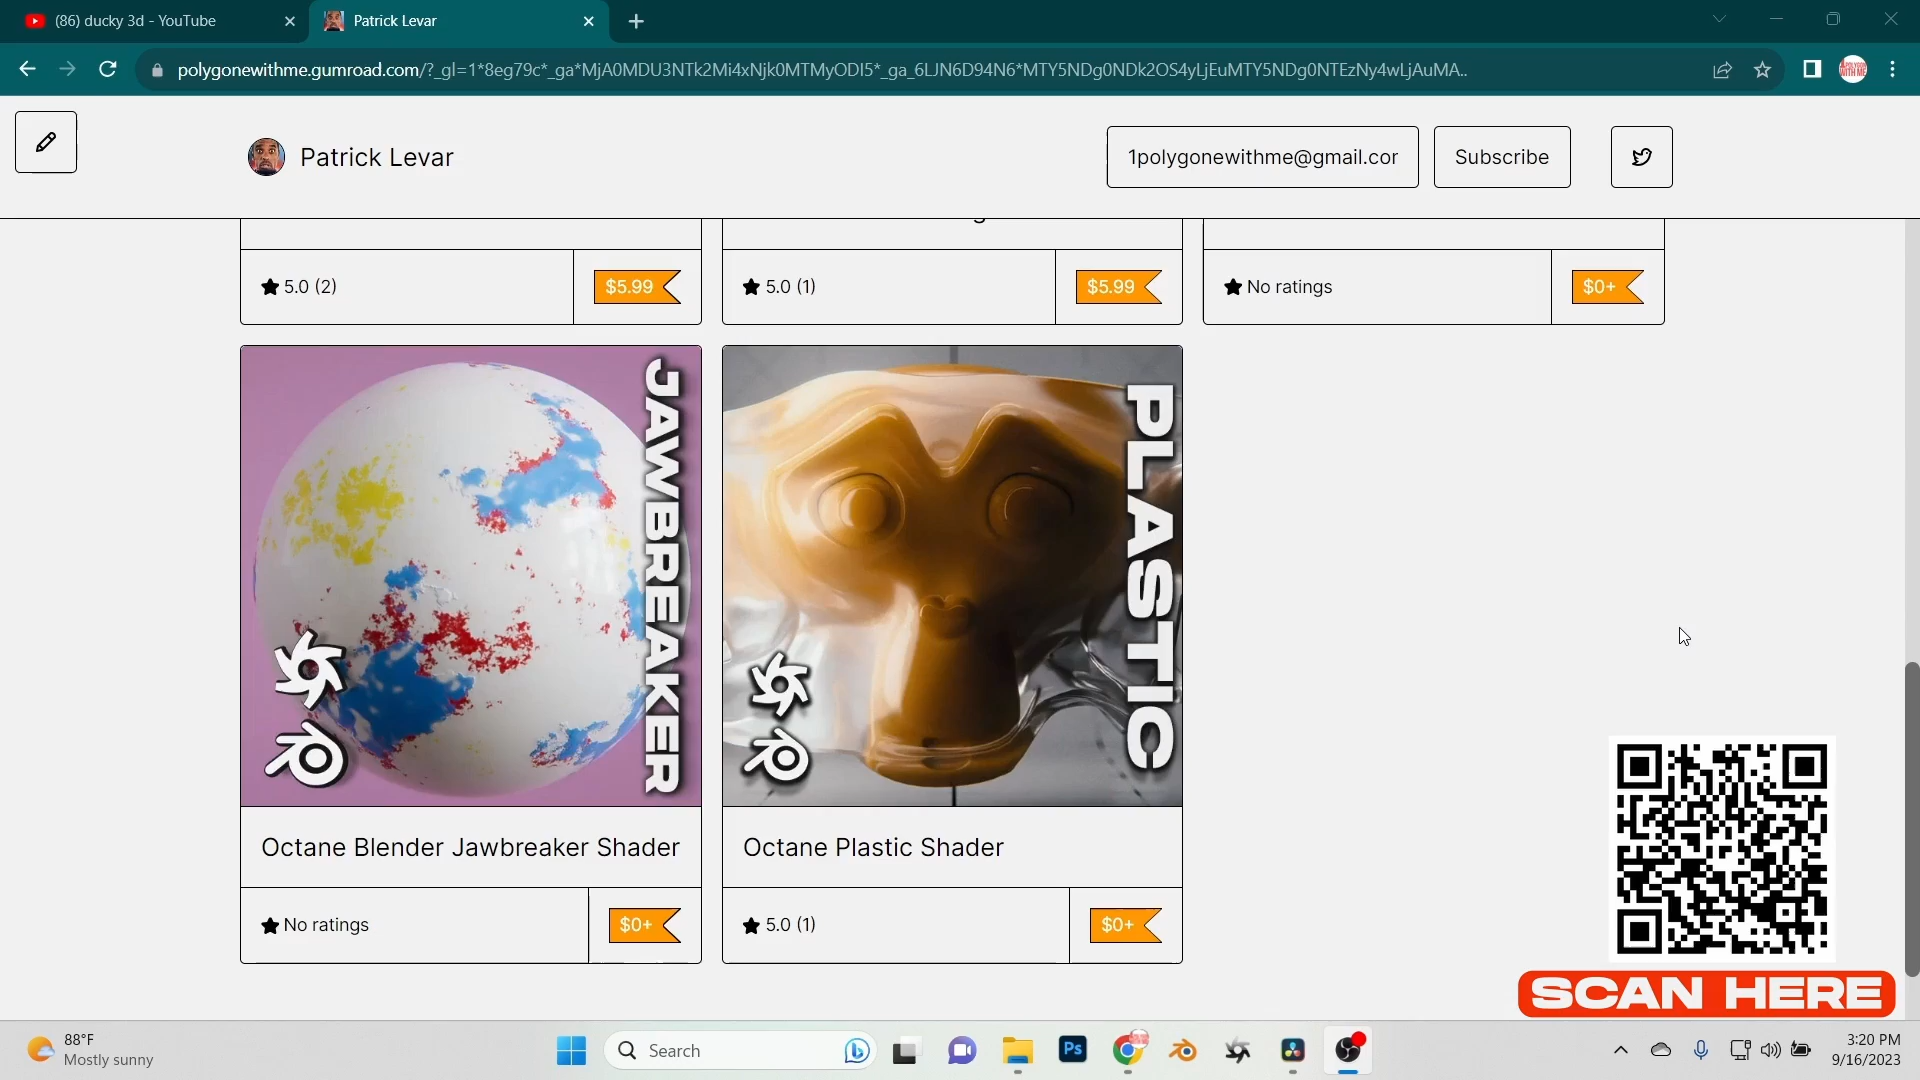 (86) ducky 3d - YouTube
Patrick Levar
polygonewithme.gumroad.com/?_gl=1*8eg79c*_ga*MjA0MDU3NTk2Mi4xNjk0MTMyODI5*_ga_6LJN6D94N6*MTY5NDg0NDk2OS4yLjEuMTY5NDg0NTEzNy4wLjAuMA..
Patrick Levar
1polygonewithme@gmail.cor
Subscribe
5.0 (2)
$5.99
5.0 (1)
$5.99
No ratings
$0+
JAWBREAKER
PLASTIC
Octane Blender Jawbreaker Shader
Octane Plastic Shader
No ratings
$0+
5.0 (1)
$0+
SCAN HERE
88°F
Mostly sunny
Search
Ps
3:20 PM
9/16/2023